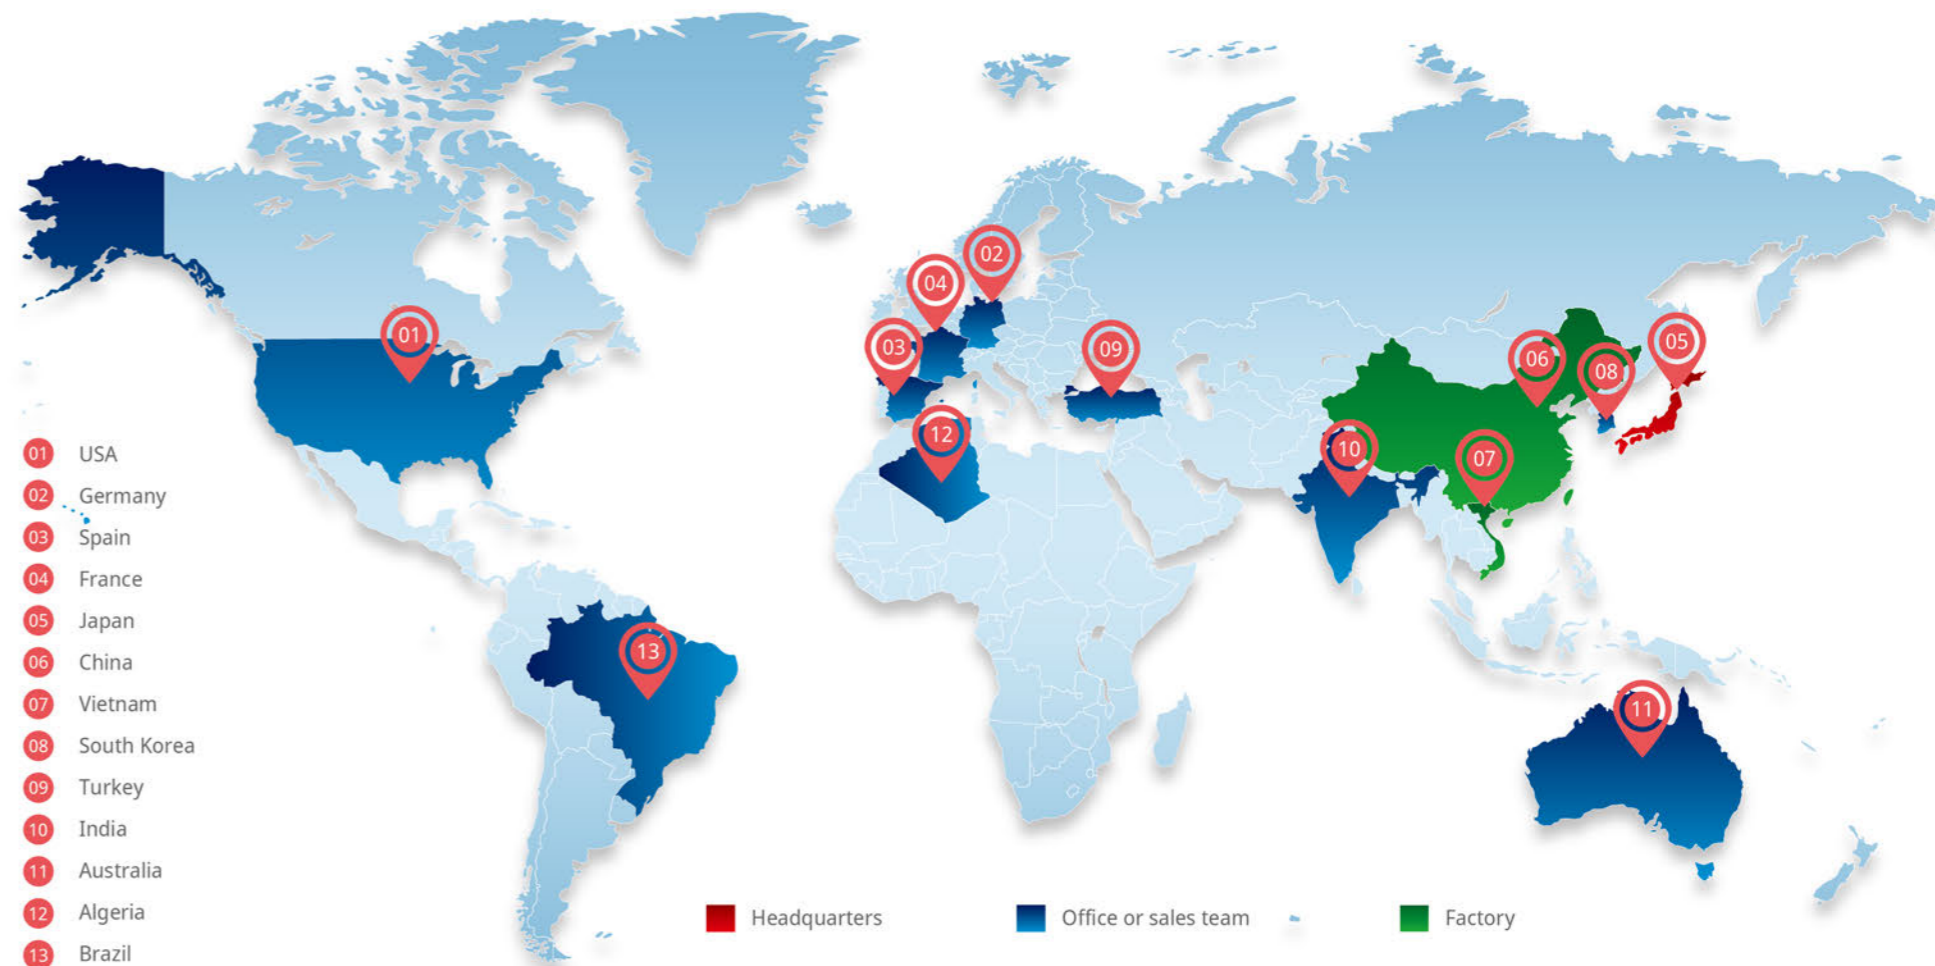 02
04
01
03
09
05
06
08
12
10
07
13
11
01 USA
02 Germany
03 Spain
04 France
05 Japan
06 China
07 Vietnam
08 South Korea
09 Turkey
10 India
11 Australia
12 Algeria
13 Brazil
Headquarters
Office or sales team
Factory